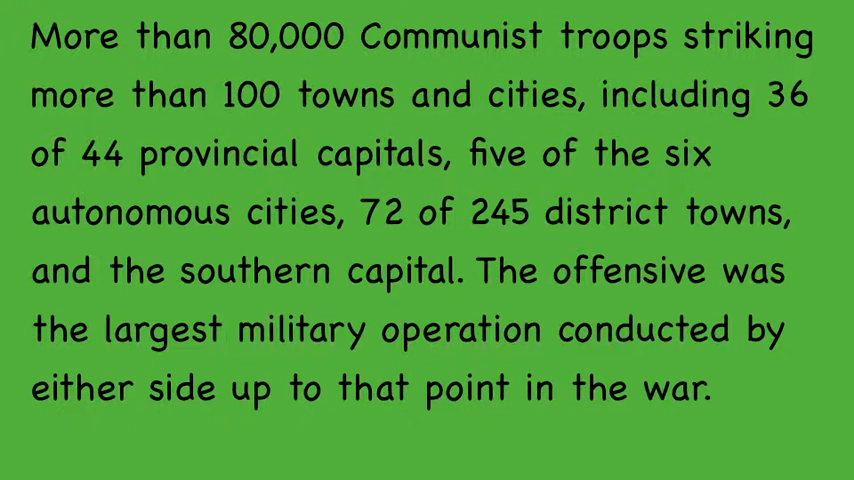 More than 80,000 Communist troops striking
more than 100 towns and cities, including 36
of 44 provincial capitals, five of the six
autonomous cities, 72 of 245 district towns,
and the southern capital. The offensive was
the largest military operation conducted by
either side up to that point in the war.